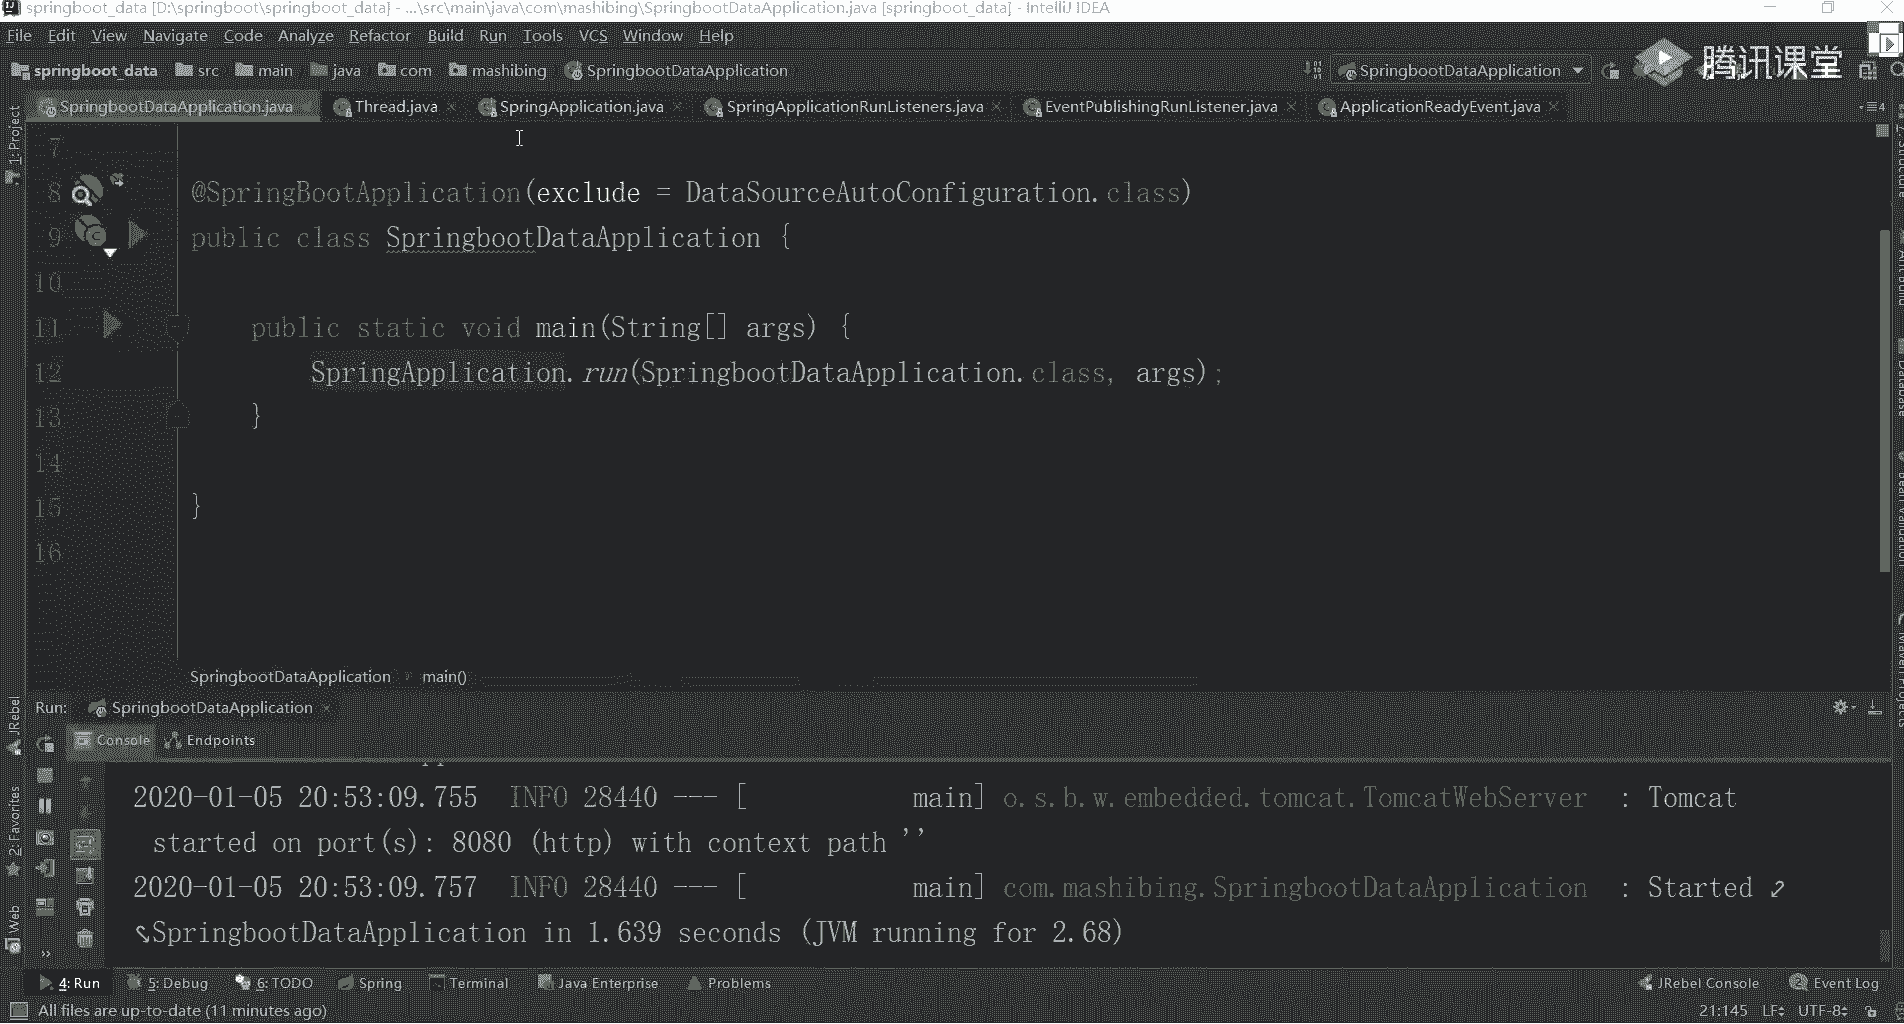 springboot_data [D:\springboot\springboot_data] - ...\src\main\java\com\mashibing\SpringbootDataApplication.java [springboot_data] - IntelliJ IDEA
File Edit View Navigate Code Analyze Refactor Build Run Tools VCS Window Help
腾讯课堂
springboot_data src main java com mashibing SpringbootDataApplication SpringbootDataApplication
SpringbootDataApplication.java Thread.java SpringApplication.java SpringApplicationRunListeners.java EventPublishingRunListener.java ApplicationReadyEvent.java 4
1: Project
7
8 @SpringBootApplication(exclude = DataSourceAutoConfiguration.class)
9 public class SpringbootDataApplication {
10
11 public static void main(String[] args) {
12 SpringApplication.run(SpringbootDataApplication.class, args);
13 }
14
15 }
16
SpringbootDataApplication main()
JRebel
2: Favorites
Web
Run: SpringbootDataApplication
Console Endpoints
2020-01-05 20:53:09.755 INFO 28440 --- [ main] o.s.b.w.embedded.tomcat.TomcatWebServer : Tomcat
started on port(s): 8080 (http) with context path ''
2020-01-05 20:53:09.757 INFO 28440 --- [ main] com.mashibing.SpringbootDataApplication : Started
SpringbootDataApplication in 1.639 seconds (JVM running for 2.68)
4: Run 5: Debug 6: TODO Spring Terminal Java Enterprise Problems JRebel Console Event Log
All files are up-to-date (11 minutes ago) 21:145 LF UTF-8